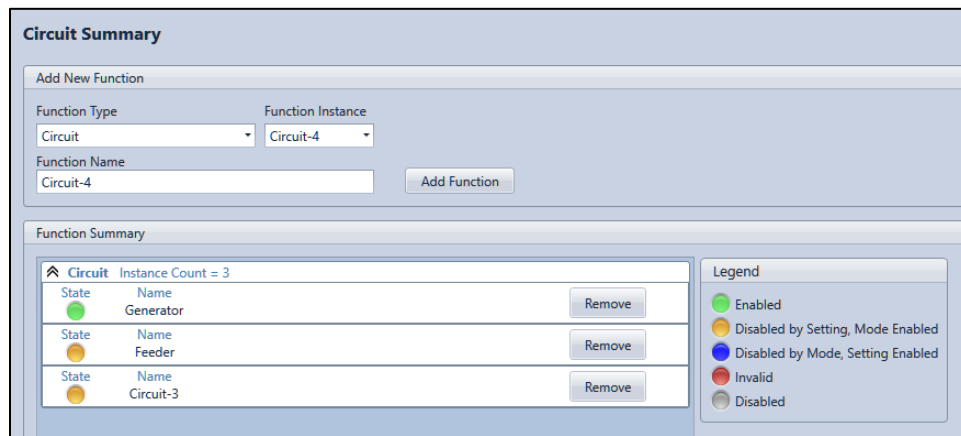 Circuit Summary
Add New Function
Function Type Function Instance
Circuit Circuit-4
Function Name
Circuit-4 Add Function
Function Summary
Circuit Instance Count = 3
State Name
Generator Remove
State Name
Feeder Remove
State Name
Circuit-3 Remove
Legend
Enabled
Disabled by Setting, Mode Enabled
Disabled by Mode, Setting Enabled
Invalid
Disabled